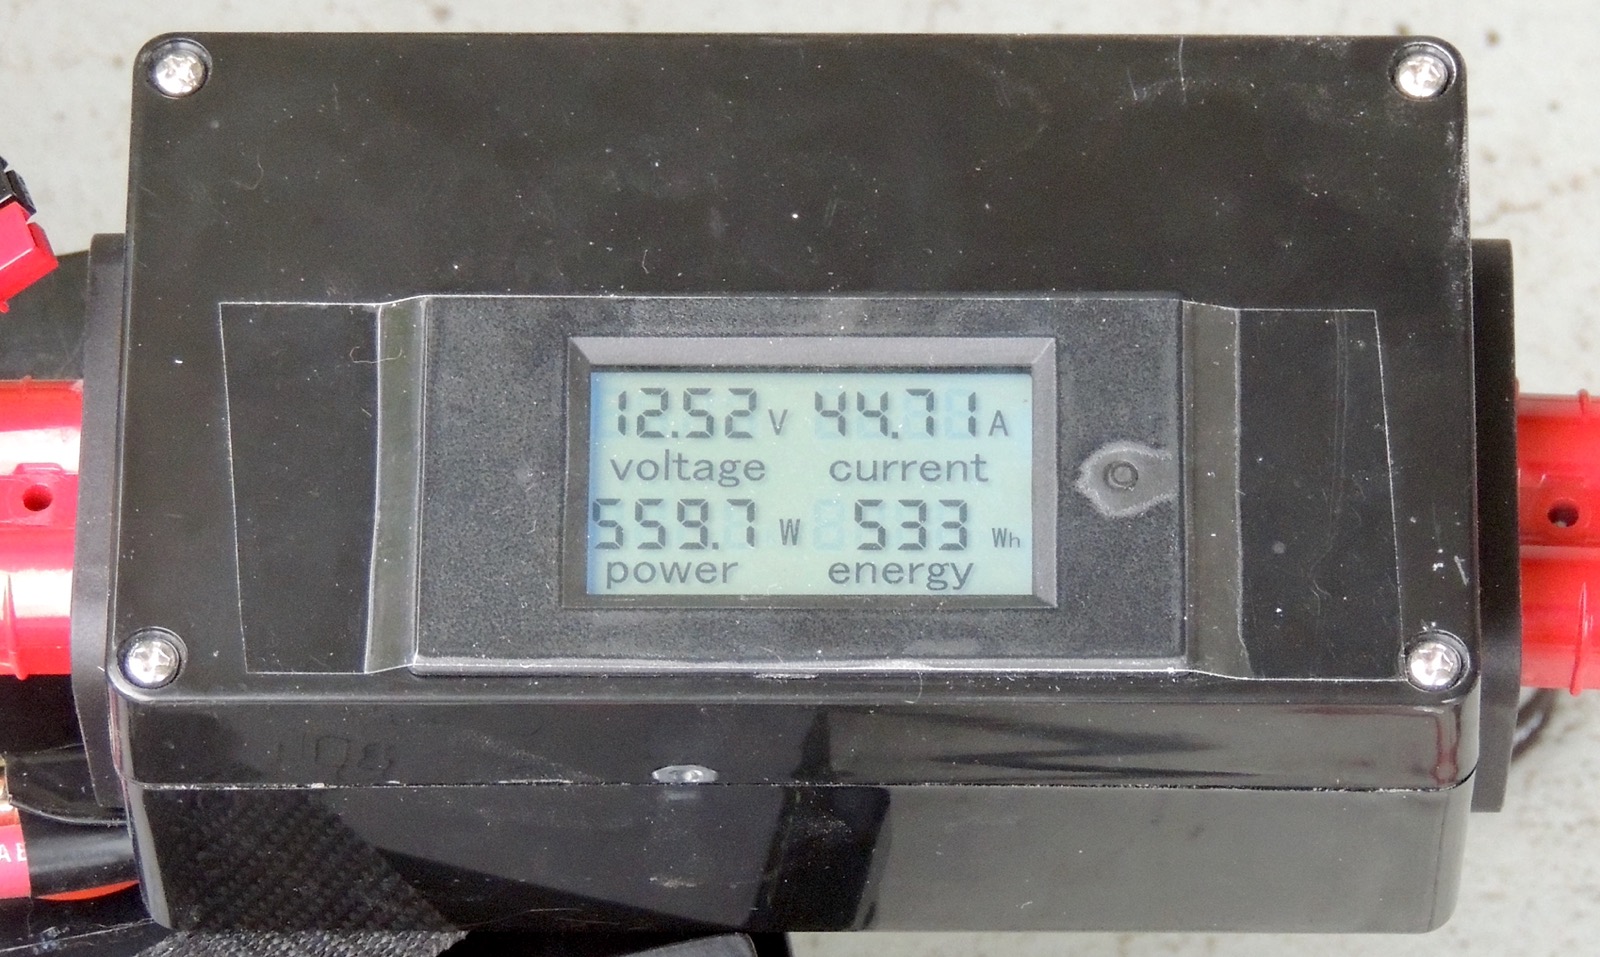 12.52 V 44.71 A
voltage current
559.7 W 533 Wh
power energy